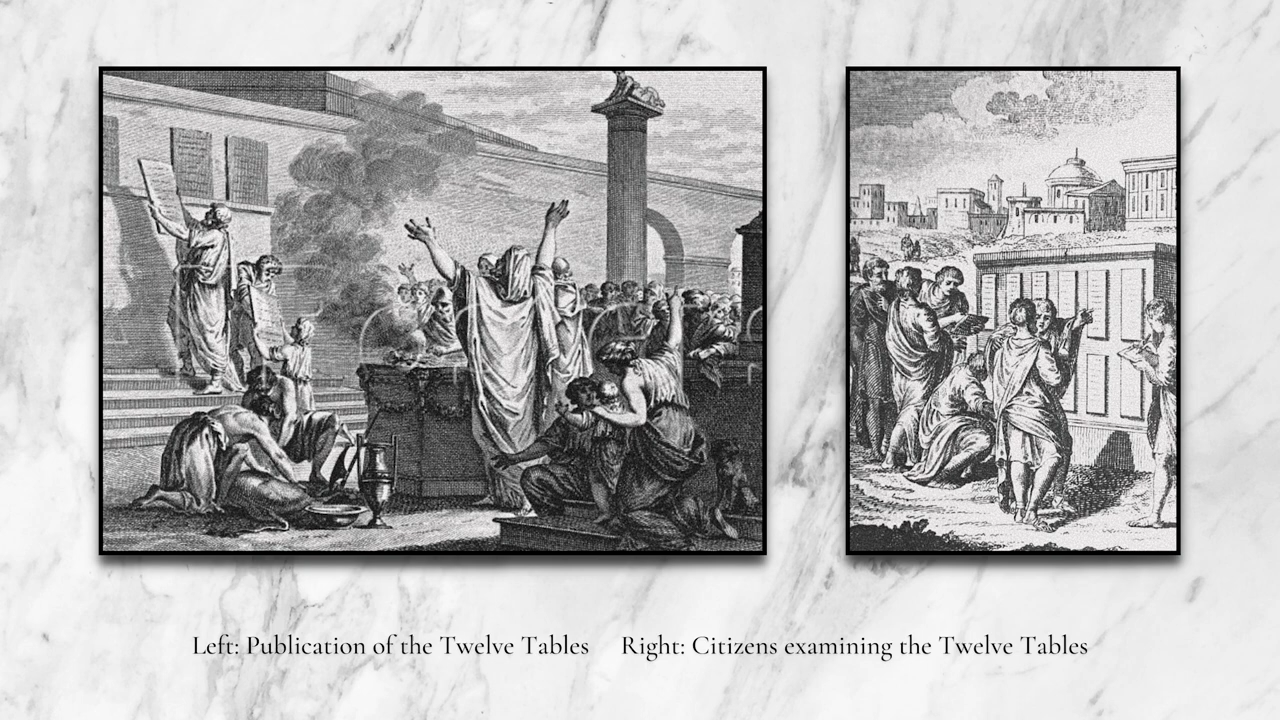 Left: Publication of the Twelve Tables
Right: Citizens examining the Twelve Tables